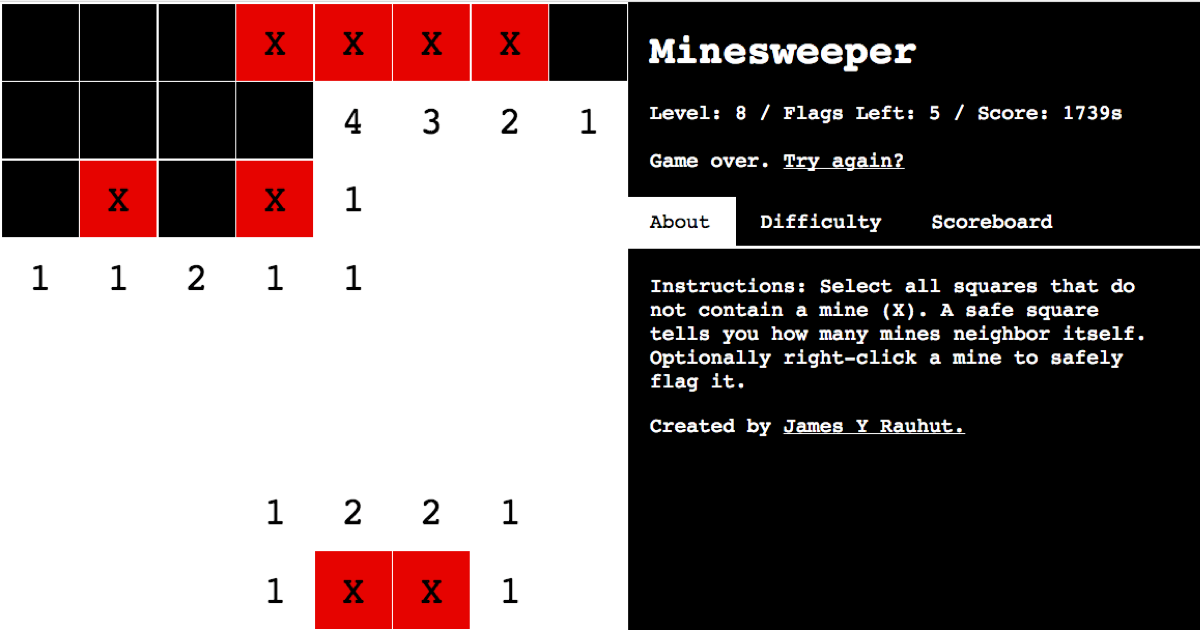 X X X X
4 3 2 1
X X 1
1 1 2 1 1
1 2 2 1
1 X X 1
Minesweeper
Level: 8 / Flags Left: 5 / Score: 1739s
Game over. Try again?
About Difficulty Scoreboard
Instructions: Select all squares that do
not contain a mine (X). A safe square
tells you how many mines neighbor itself.
Optionally right-click a mine to safely
flag it.
Created by James Y Rauhut.